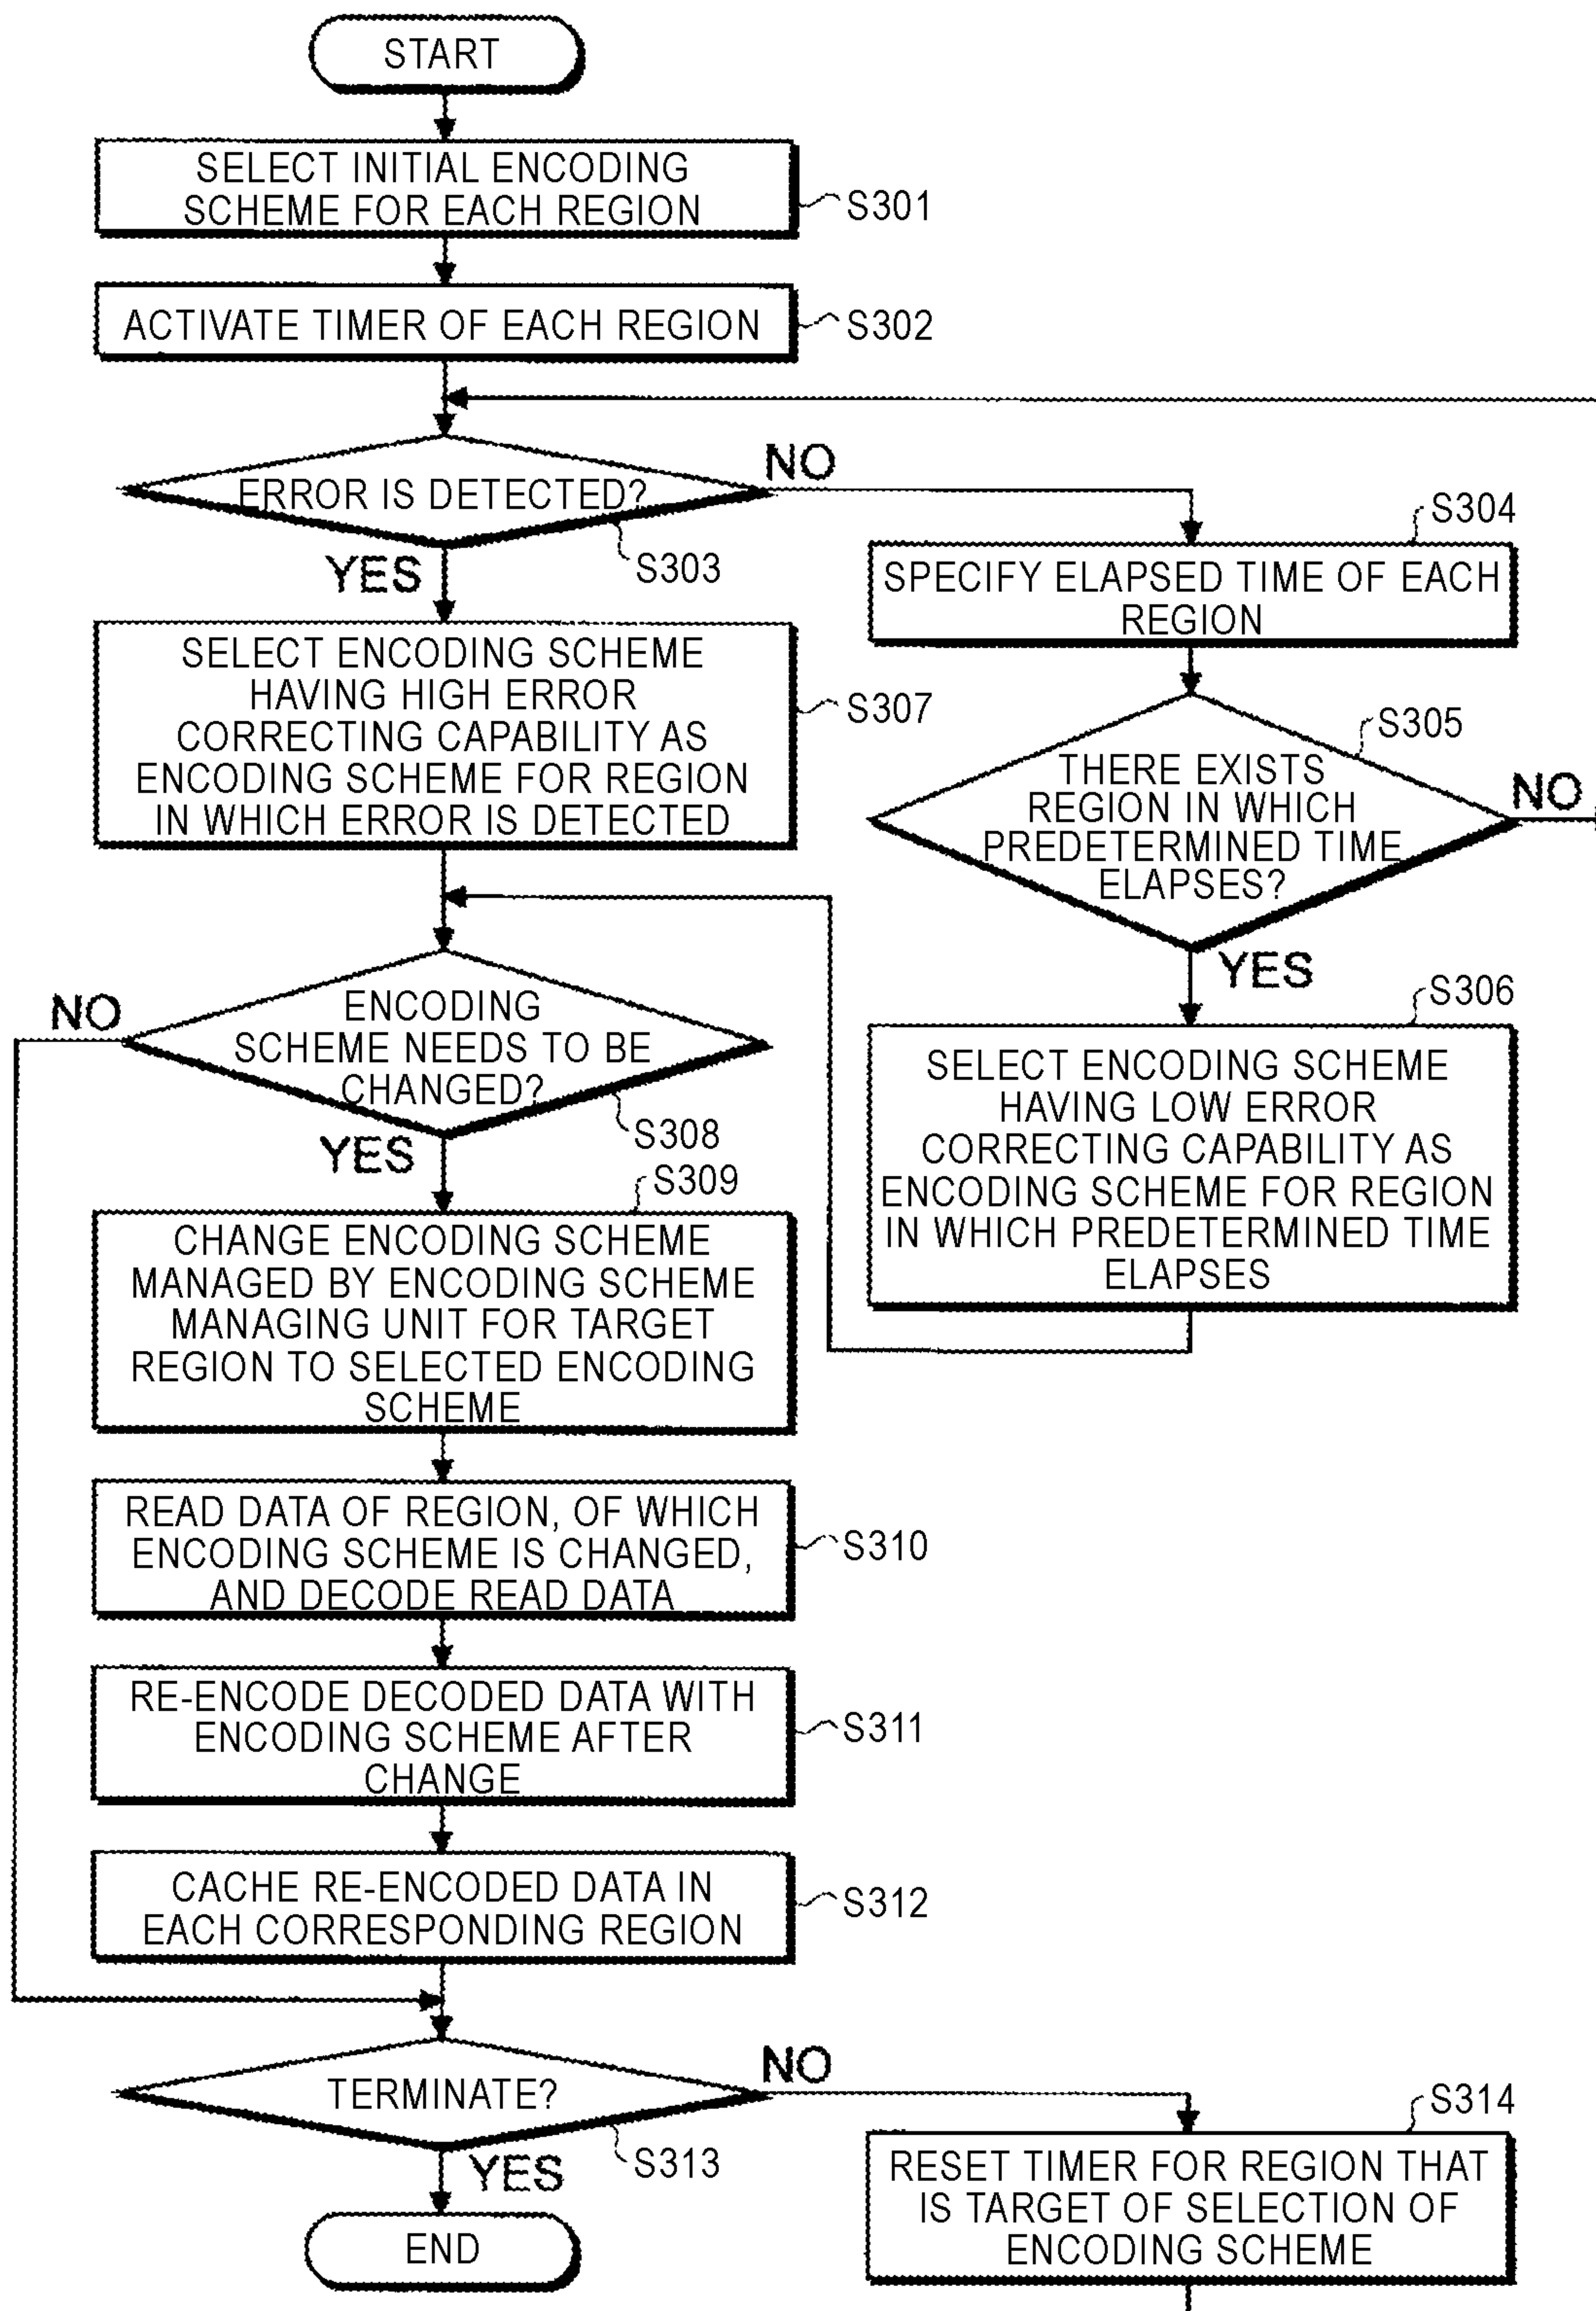 START
SELECT INITIAL ENCODING
SCHEME FOR EACH REGION
S301
ACTIVATE TIMER OF EACH REGION
S302
ERROR IS DETECTED?
NO
YES
S303
S304
SPECIFY ELAPSED TIME OF EACH
REGION
SELECT ENCODING SCHEME
HAVING HIGH ERROR
CORRECTING CAPABILITY AS
ENCODING SCHEME FOR REGION
IN WHICH ERROR IS DETECTED
S307
S305
THERE EXISTS
REGION IN WHICH
PREDETERMINED TIME
ELAPSES?
NO
YES
S306
SELECT ENCODING SCHEME
HAVING LOW ERROR
CORRECTING CAPABILITY AS
ENCODING SCHEME FOR REGION
IN WHICH PREDETERMINED TIME
ELAPSES
NO
ENCODING
SCHEME NEEDS TO BE
CHANGED?
S308
YES
S309
CHANGE ENCODING SCHEME
MANAGED BY ENCODING SCHEME
MANAGING UNIT FOR TARGET
REGION TO SELECTED ENCODING
SCHEME
READ DATA OF REGION, OF WHICH
ENCODING SCHEME IS CHANGED,
AND DECODE READ DATA
S310
RE-ENCODE DECODED DATA WITH
ENCODING SCHEME AFTER
CHANGE
S311
CACHE RE-ENCODED DATA IN
EACH CORRESPONDING REGION
S312
TERMINATE?
NO
S313
YES
END
S314
RESET TIMER FOR REGION THAT
IS TARGET OF SELECTION OF
ENCODING SCHEME